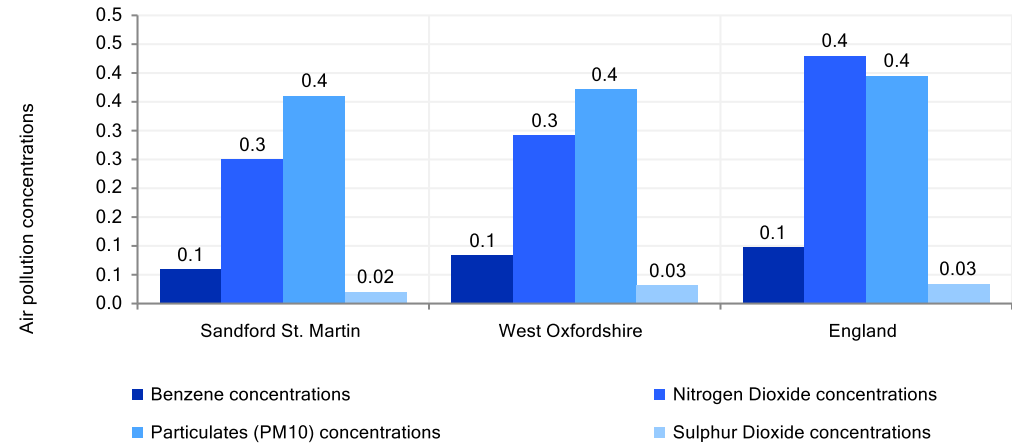 Air pollution concentrations
0.5
0.5
0.4
0.4
0.3
0.3
0.2
0.2
0.1
0.1
0.0
0.1
0.3
0.4
0.02
0.1
0.3
0.4
0.03
0.1
0.4
0.4
0.03
Sandford St. Martin
West Oxfordshire
England
Benzene concentrations
Nitrogen Dioxide concentrations
Particulates (PM10) concentrations
Sulphur Dioxide concentrations